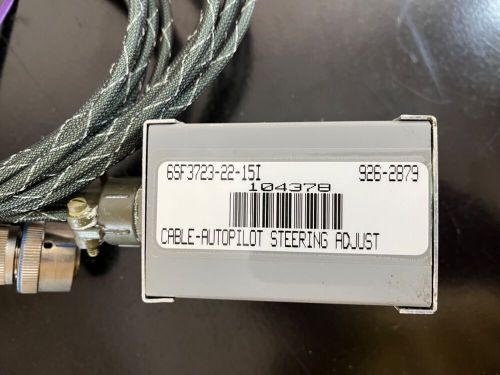 6SF3723-22-15I 926-2879
104378
CABLE-AUTOPILOT STEERING ADJUST